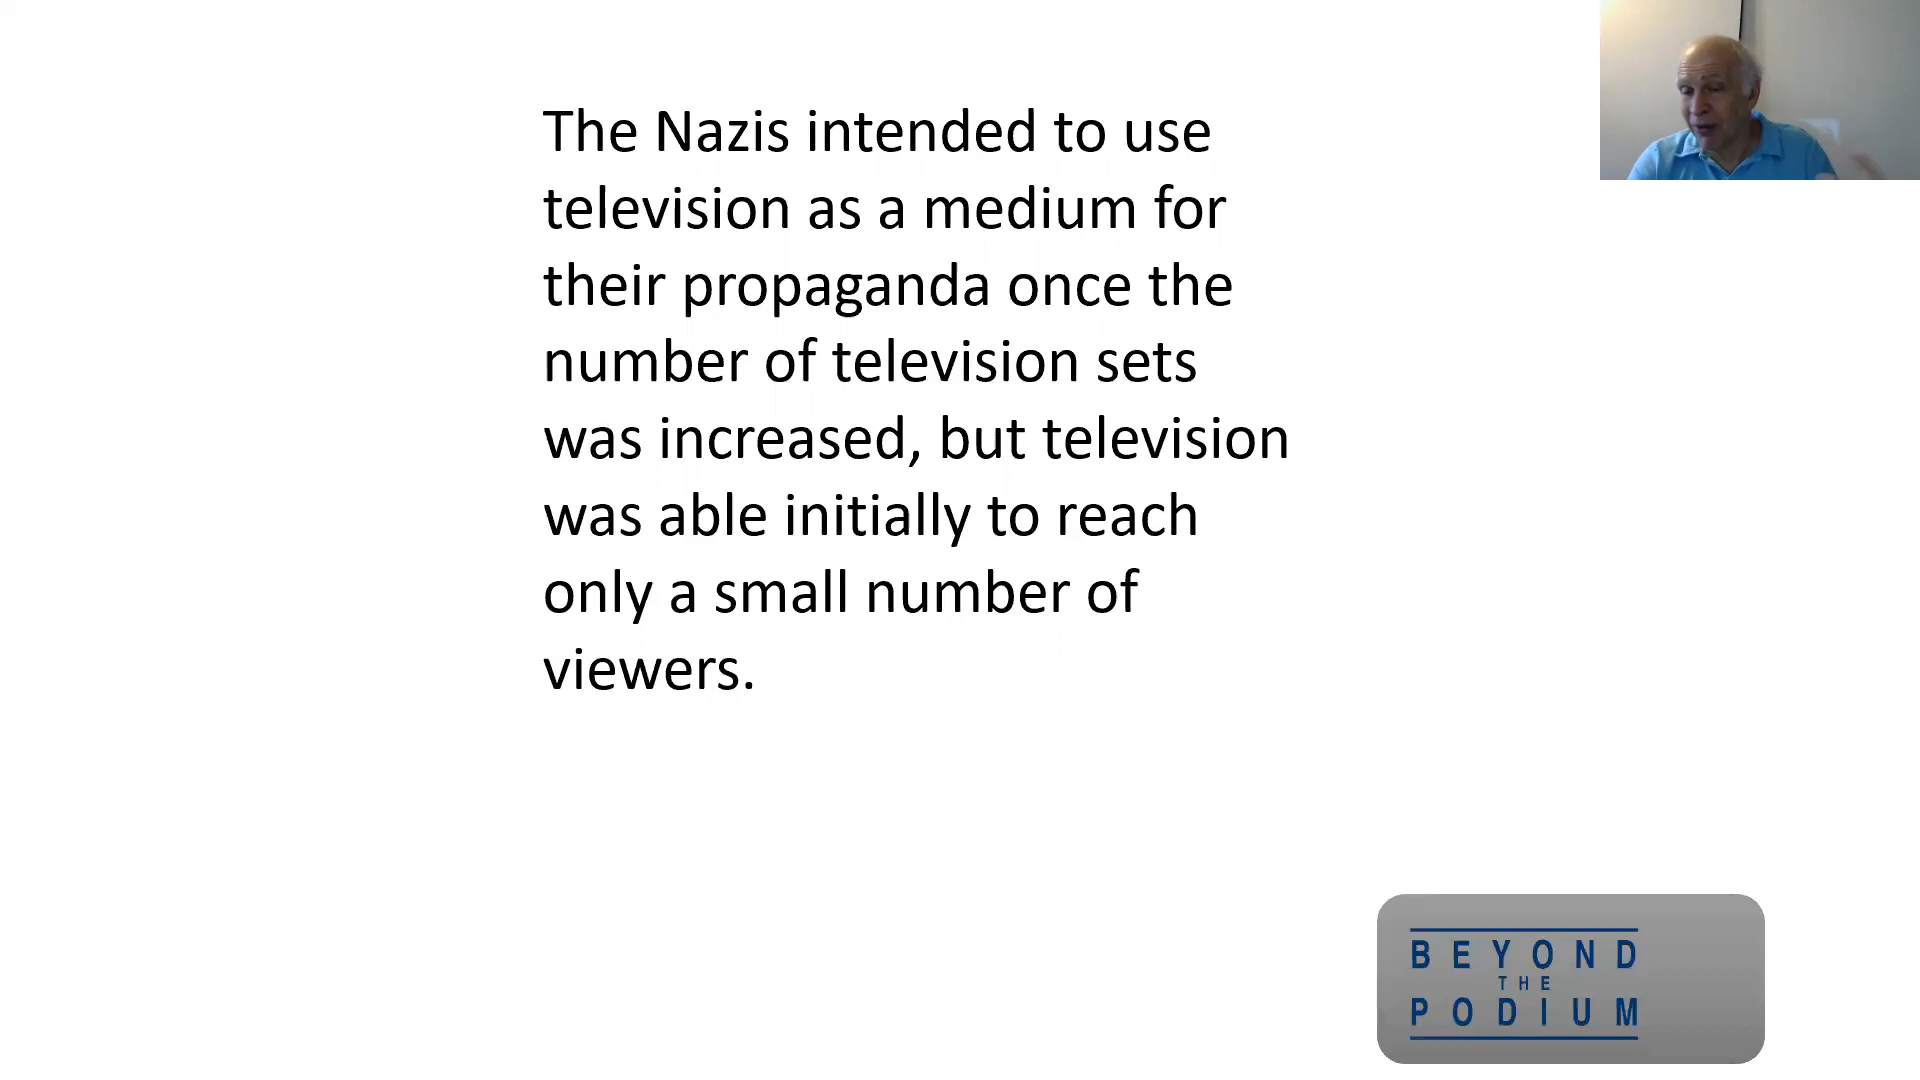 The Nazis intended to use
television as a medium for
their propaganda once the
number of television sets
was increased, but television
was able initially to reach
only a small number of
viewers.
BEYOND
THE
PODIUM